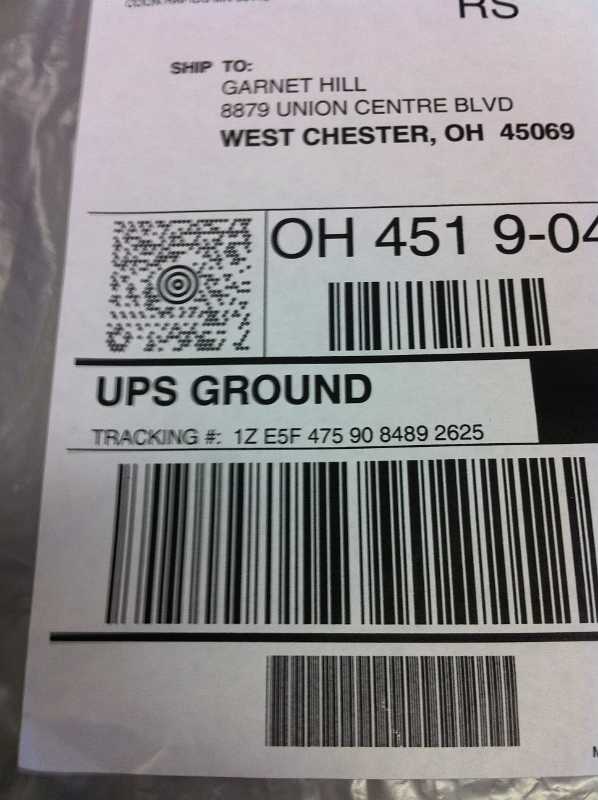 RS
SHIP TO:
GARNET HILL
8879 UNION CENTRE BLVD
WEST CHESTER, OH 45069
OH 451 9-04
UPS GROUND
TRACKING #: 1Z E5F 475 90 8489 2625